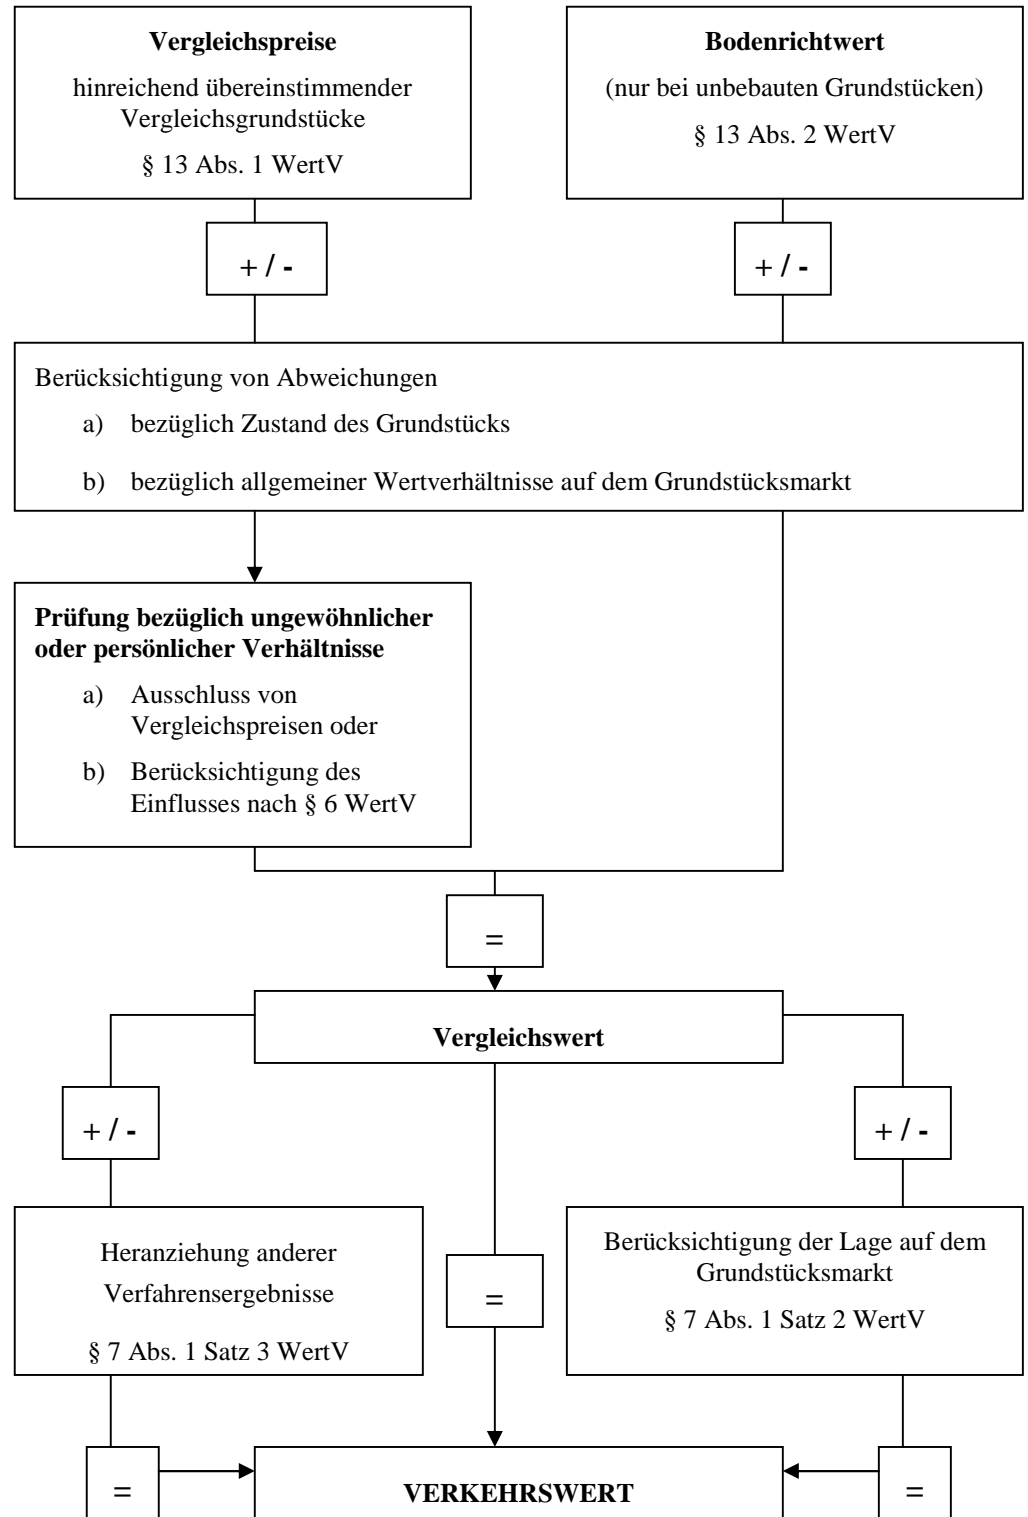 Vergleichspreise
hinreichend übereinstimmender
Vergleichsgrundstücke
§ 13 Abs. 1 WertV
Bodenrichtwert
(nur bei unbebauten Grundstücken)
§ 13 Abs. 2 WertV
+ / -
+ / -
Berücksichtigung von Abweichungen
a) bezüglich Zustand des Grundstücks
b) bezüglich allgemeiner Wertverhältnisse auf dem Grundstücksmarkt
Prüfung bezüglich ungewöhnlicher
oder persönlicher Verhältnisse
a) Ausschluss von
Vergleichspreisen oder
b) Berücksichtigung des
Einflusses nach § 6 WertV
=
Vergleichswert
+ / -
+ / -
Heranziehung anderer
Verfahrensergebnisse
§ 7 Abs. 1 Satz 3 WertV
=
Berücksichtigung der Lage auf dem
Grundstücksmarkt
§ 7 Abs. 1 Satz 2 WertV
=
VERKEHRSWERT
=